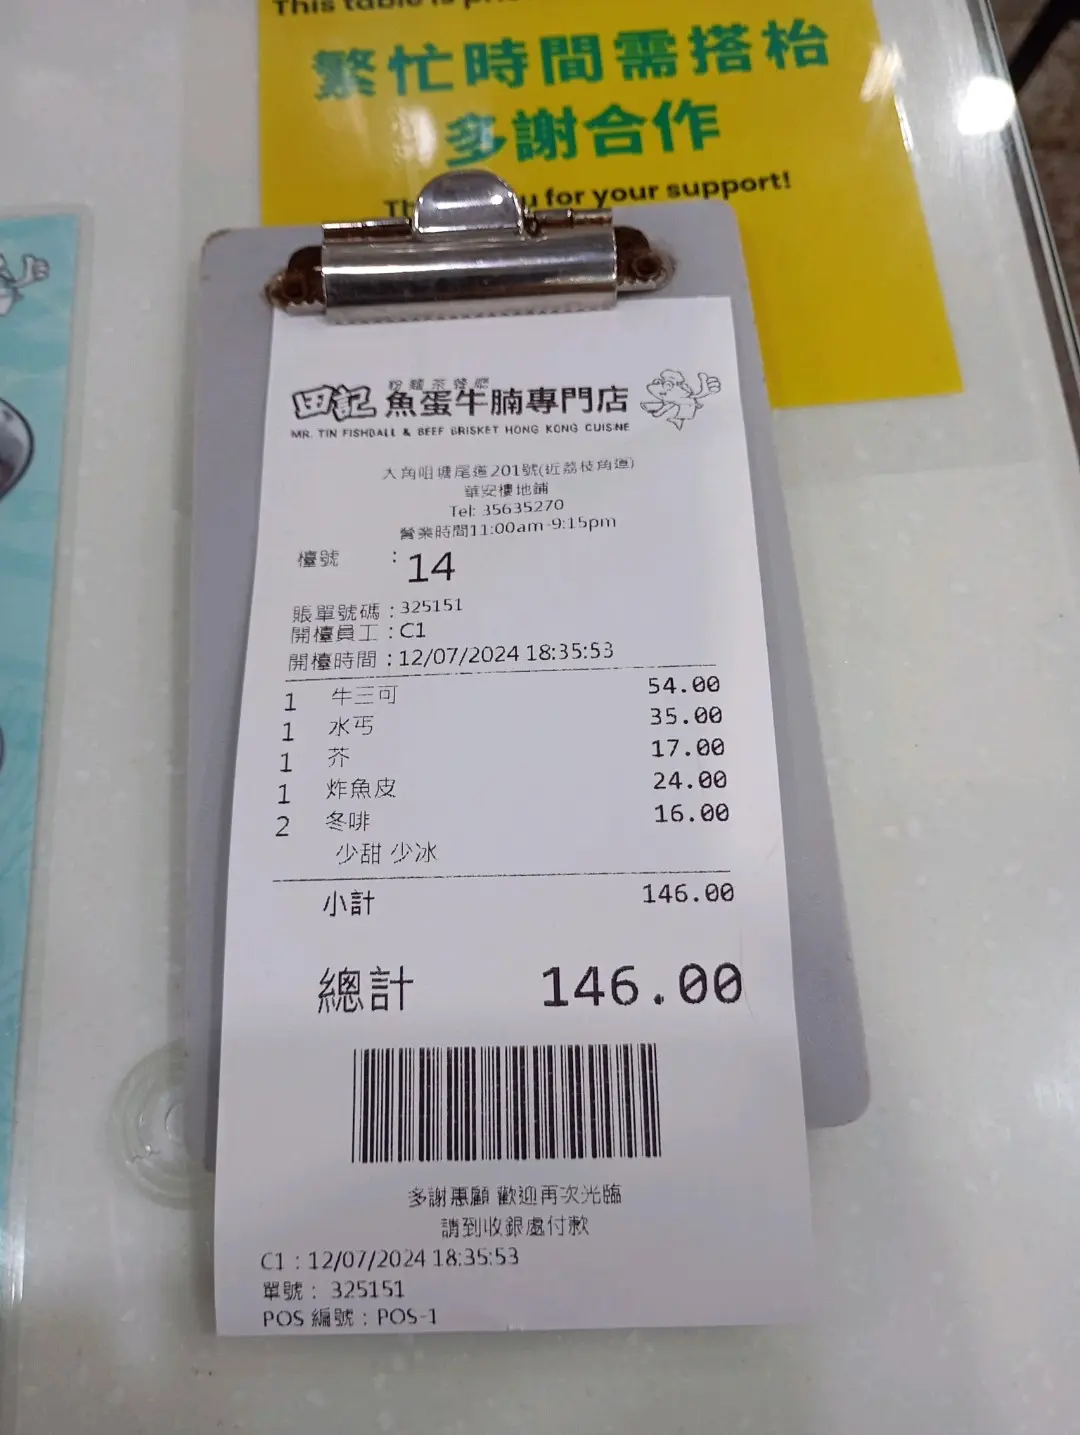 This table is
繁忙時間需搭枱
多謝合作
for your support!
粉麵茶餐廳
田記 魚蛋牛腩專門店
MR. TIN FISHBALL & BEEF BRISKET HONG KONG CUISINE
大角咀塘尾道201號(近荔枝角道)
華安樓地鋪
Tel: 35635270
營業時間11:00am-9:15pm
檯號 : 14
賬單號碼 : 325151
開檯員工 : C1
開檯時間 : 12/07/2024 18:35:53
1 牛三可 54.00
1 水丐 35.00
1 芥 17.00
1 炸魚皮 24.00
2 冬啡 16.00
少甜 少冰
小計 146.00
總計 146.00
多謝惠顧 歡迎再次光臨
請到收銀處付款
C1 : 12/07/2024 18:35:53
單號 : 325151
POS 編號 : POS-1